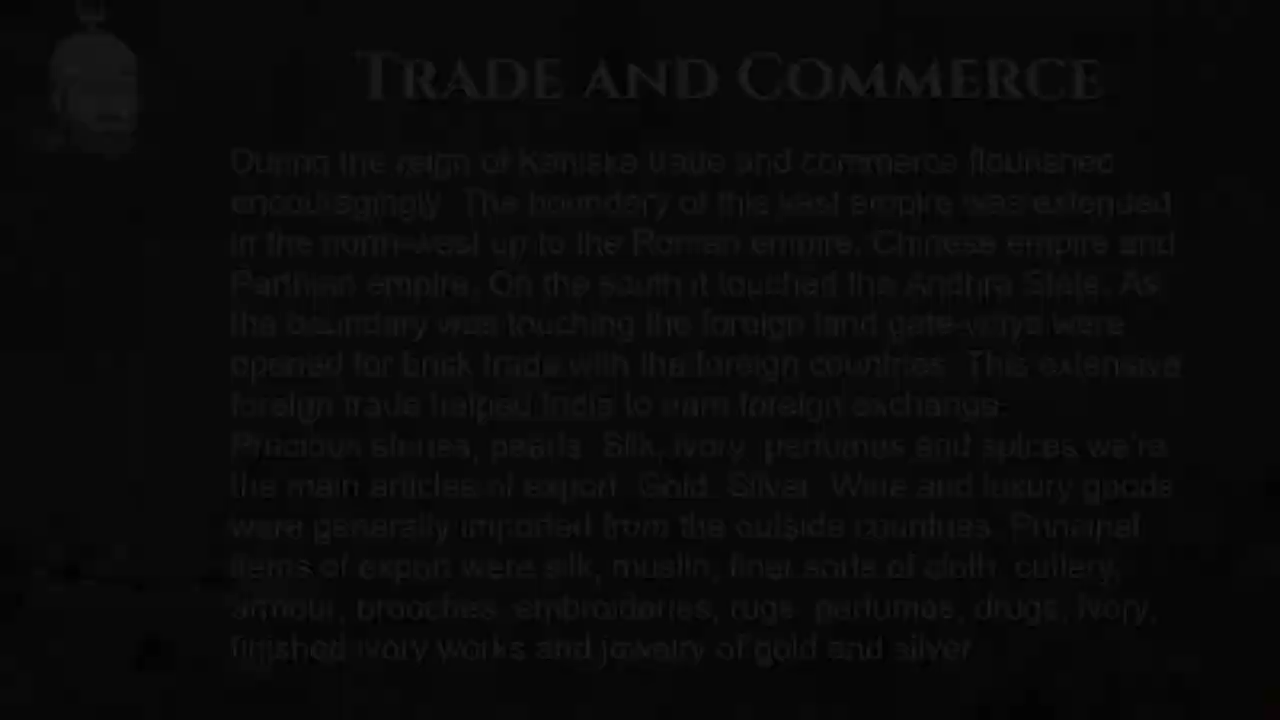 TRADE AND COMMERCE
During the reign of Kaniska trade and commerce flourished
encouragingly. The boundary of this vast empire was extended
in the north-west up to the Roman empire, Chinese empire and
Parthian empire. On the south it touched the Andhra State. As
the boundary was touching the foreign land gate-ways were
opened for brisk trade with the foreign countries. This extensive
foreign trade helped India to earn foreign exchange.
Precious stones, pearls, Silk, ivory, perfumes and spices we're
the main articles of export. Gold, Silver, Wine and luxury goods
were generally imported from the outside countries. Principal
items of export were silk, muslin, finer sorts of cloth, cutlery,
armour, brooches, embroideries, rugs, perfumes, drugs, ivory,
finished ivory works and jewelry of gold and silver.